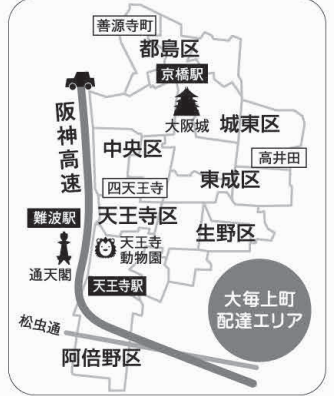 善源寺町
都島区
京橋駅
大阪城
城東区
阪神高速
中央区
高井田
東成区
四天王寺
難波駅
天王寺区
生野区
通天閣
天王寺
動物園
天王寺駅
大毎上町
配達エリア
松虫通
阿倍野区